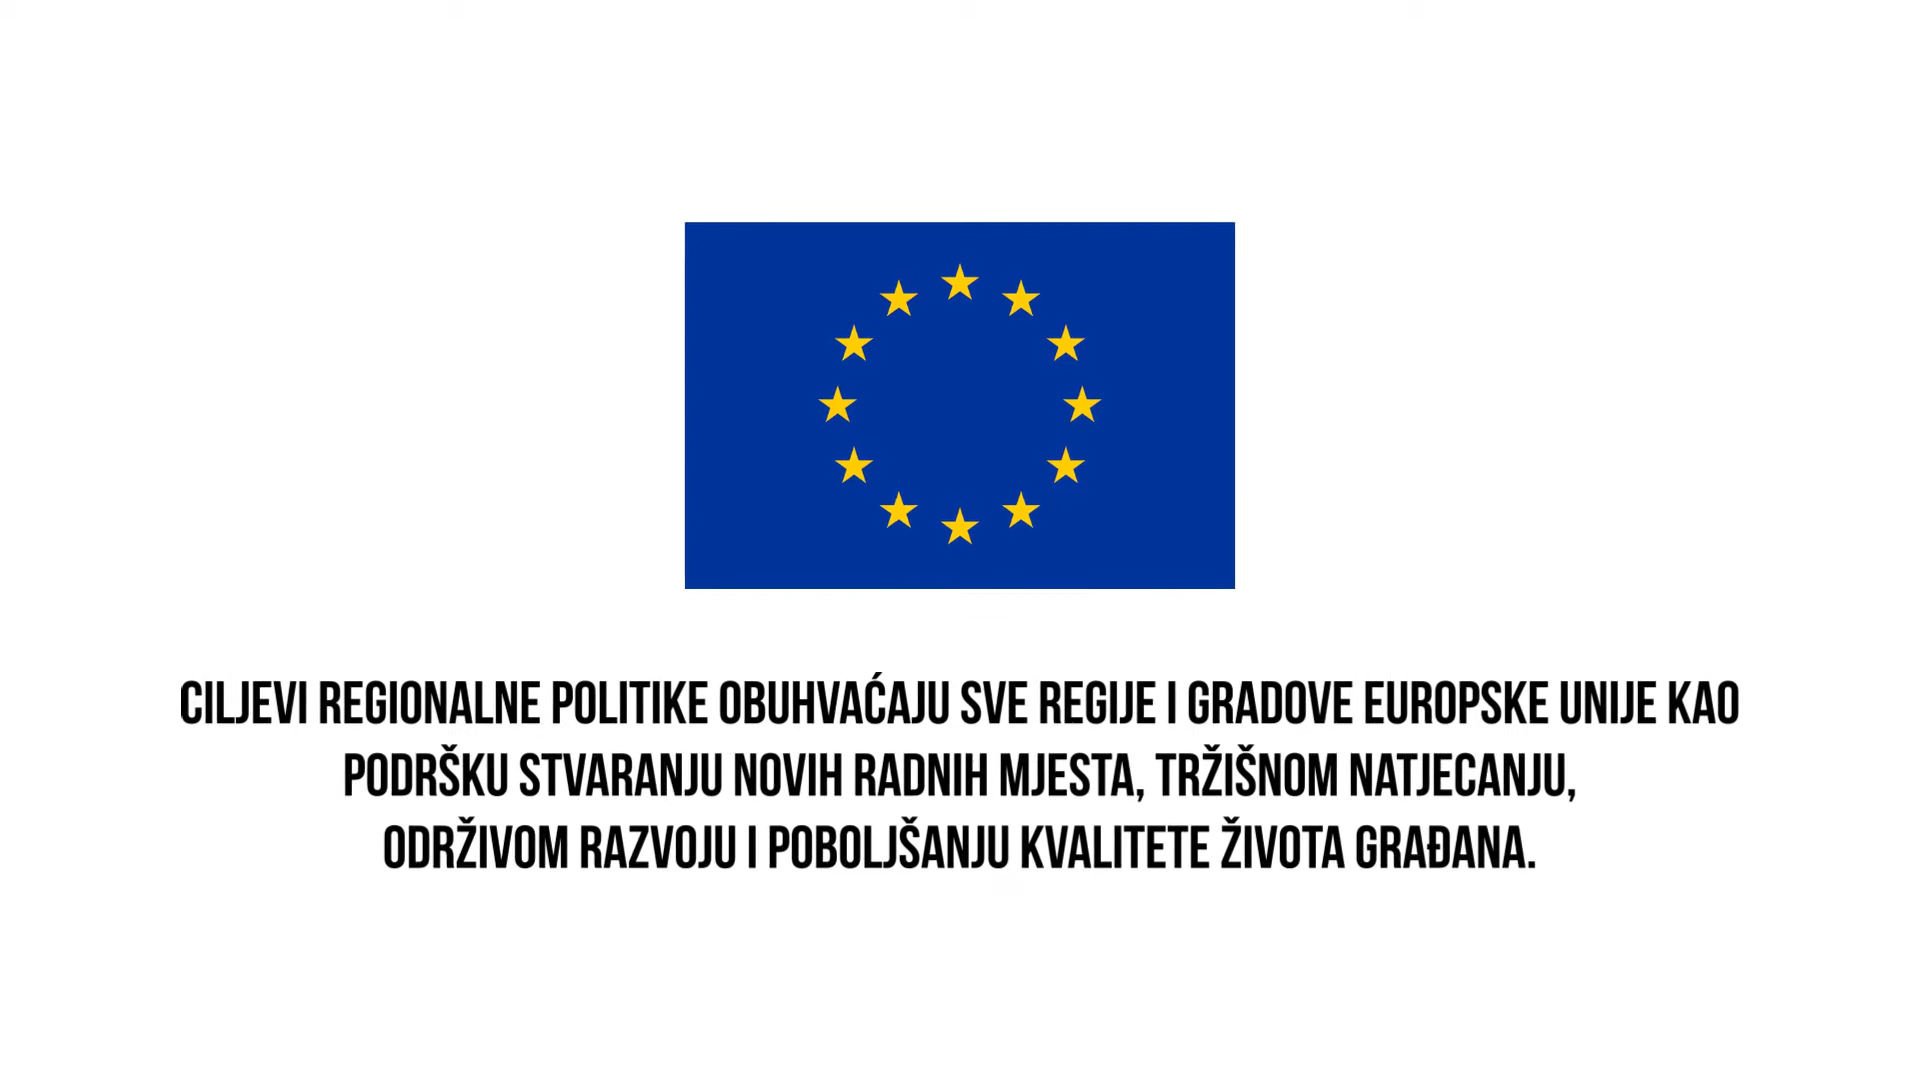 CILJEVI REGIONALNE POLITIKE OBUHVAĆAJU SVE REGIJE I GRADOVE EUROPSKE UNIJE KAO
PODRŠKU STVARANJU NOVIH RADNIH MJESTA, TRŽIŠNOM NATJECANJU,
ODRŽIVOM RAZVOJU I POBOLJŠANJU KVALITETE ŽIVOTA GRAĐANA.